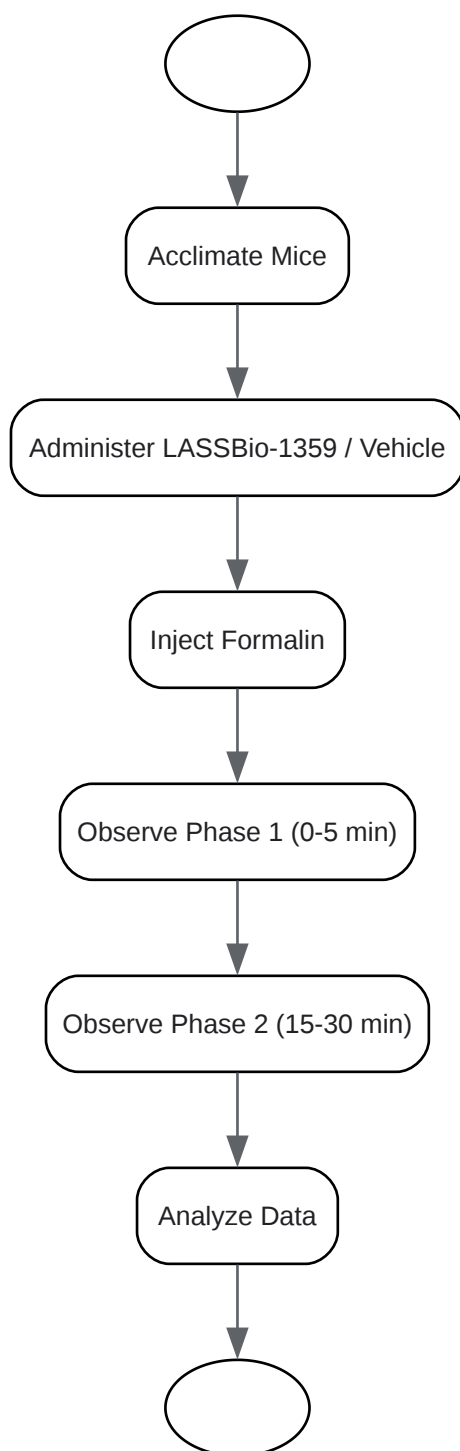 Acclimate Mice
Administer LASSBio-1359 / Vehicle
Inject Formalin
Observe Phase 1 (0-5 min)
Observe Phase 2 (15-30 min)
Analyze Data